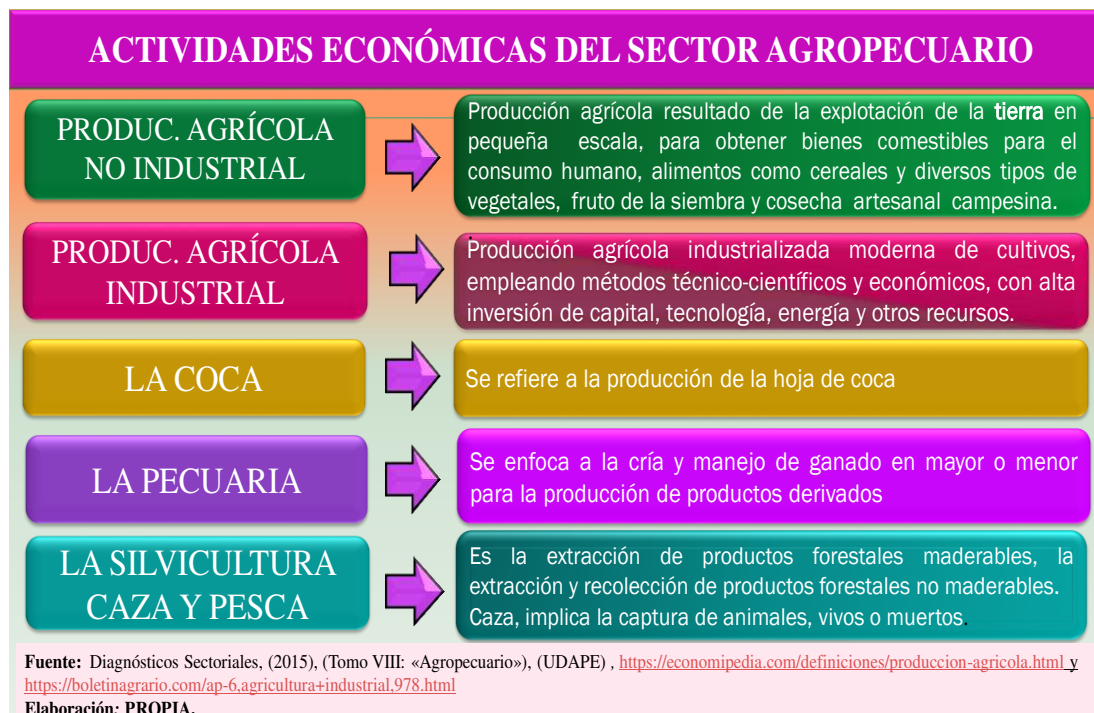 ACTIVIDADES ECONÓMICAS DEL SECTOR AGROPECUARIO
PRODUC. AGRÍCOLA
NO INDUSTRIAL
Producción agrícola resultado de la explotación de la tierra en
pequeña escala, para obtener bienes comestibles para el
consumo humano, alimentos como cereales y diversos tipos de
vegetales, fruto de la siembra y cosecha artesanal campesina.
PRODUC. AGRÍCOLA
INDUSTRIAL
Producción agrícola industrializada moderna de cultivos,
empleando métodos técnico-científicos y económicos, con alta
inversión de capital, tecnología, energía y otros recursos.
LA COCA
Se refiere a la producción de la hoja de coca
LA PECUARIA
Se enfoca a la cría y manejo de ganado en mayor o menor
para la producción de productos derivados
LA SILVICULTURA
CAZA Y PESCA
Es la extracción de productos forestales maderables, la
extracción y recolección de productos forestales no maderables.
Caza, implica la captura de animales, vivos o muertos.
Fuente: Diagnósticos Sectoriales, (2015), (Tomo VIII: «Agropecuario»), (UDAPE) , https://economipedia.com/definiciones/produccion-agricola.html y
https://boletinagrario.com/ap-6,agricultura+industrial,978.html
Elaboración: PROPIA.